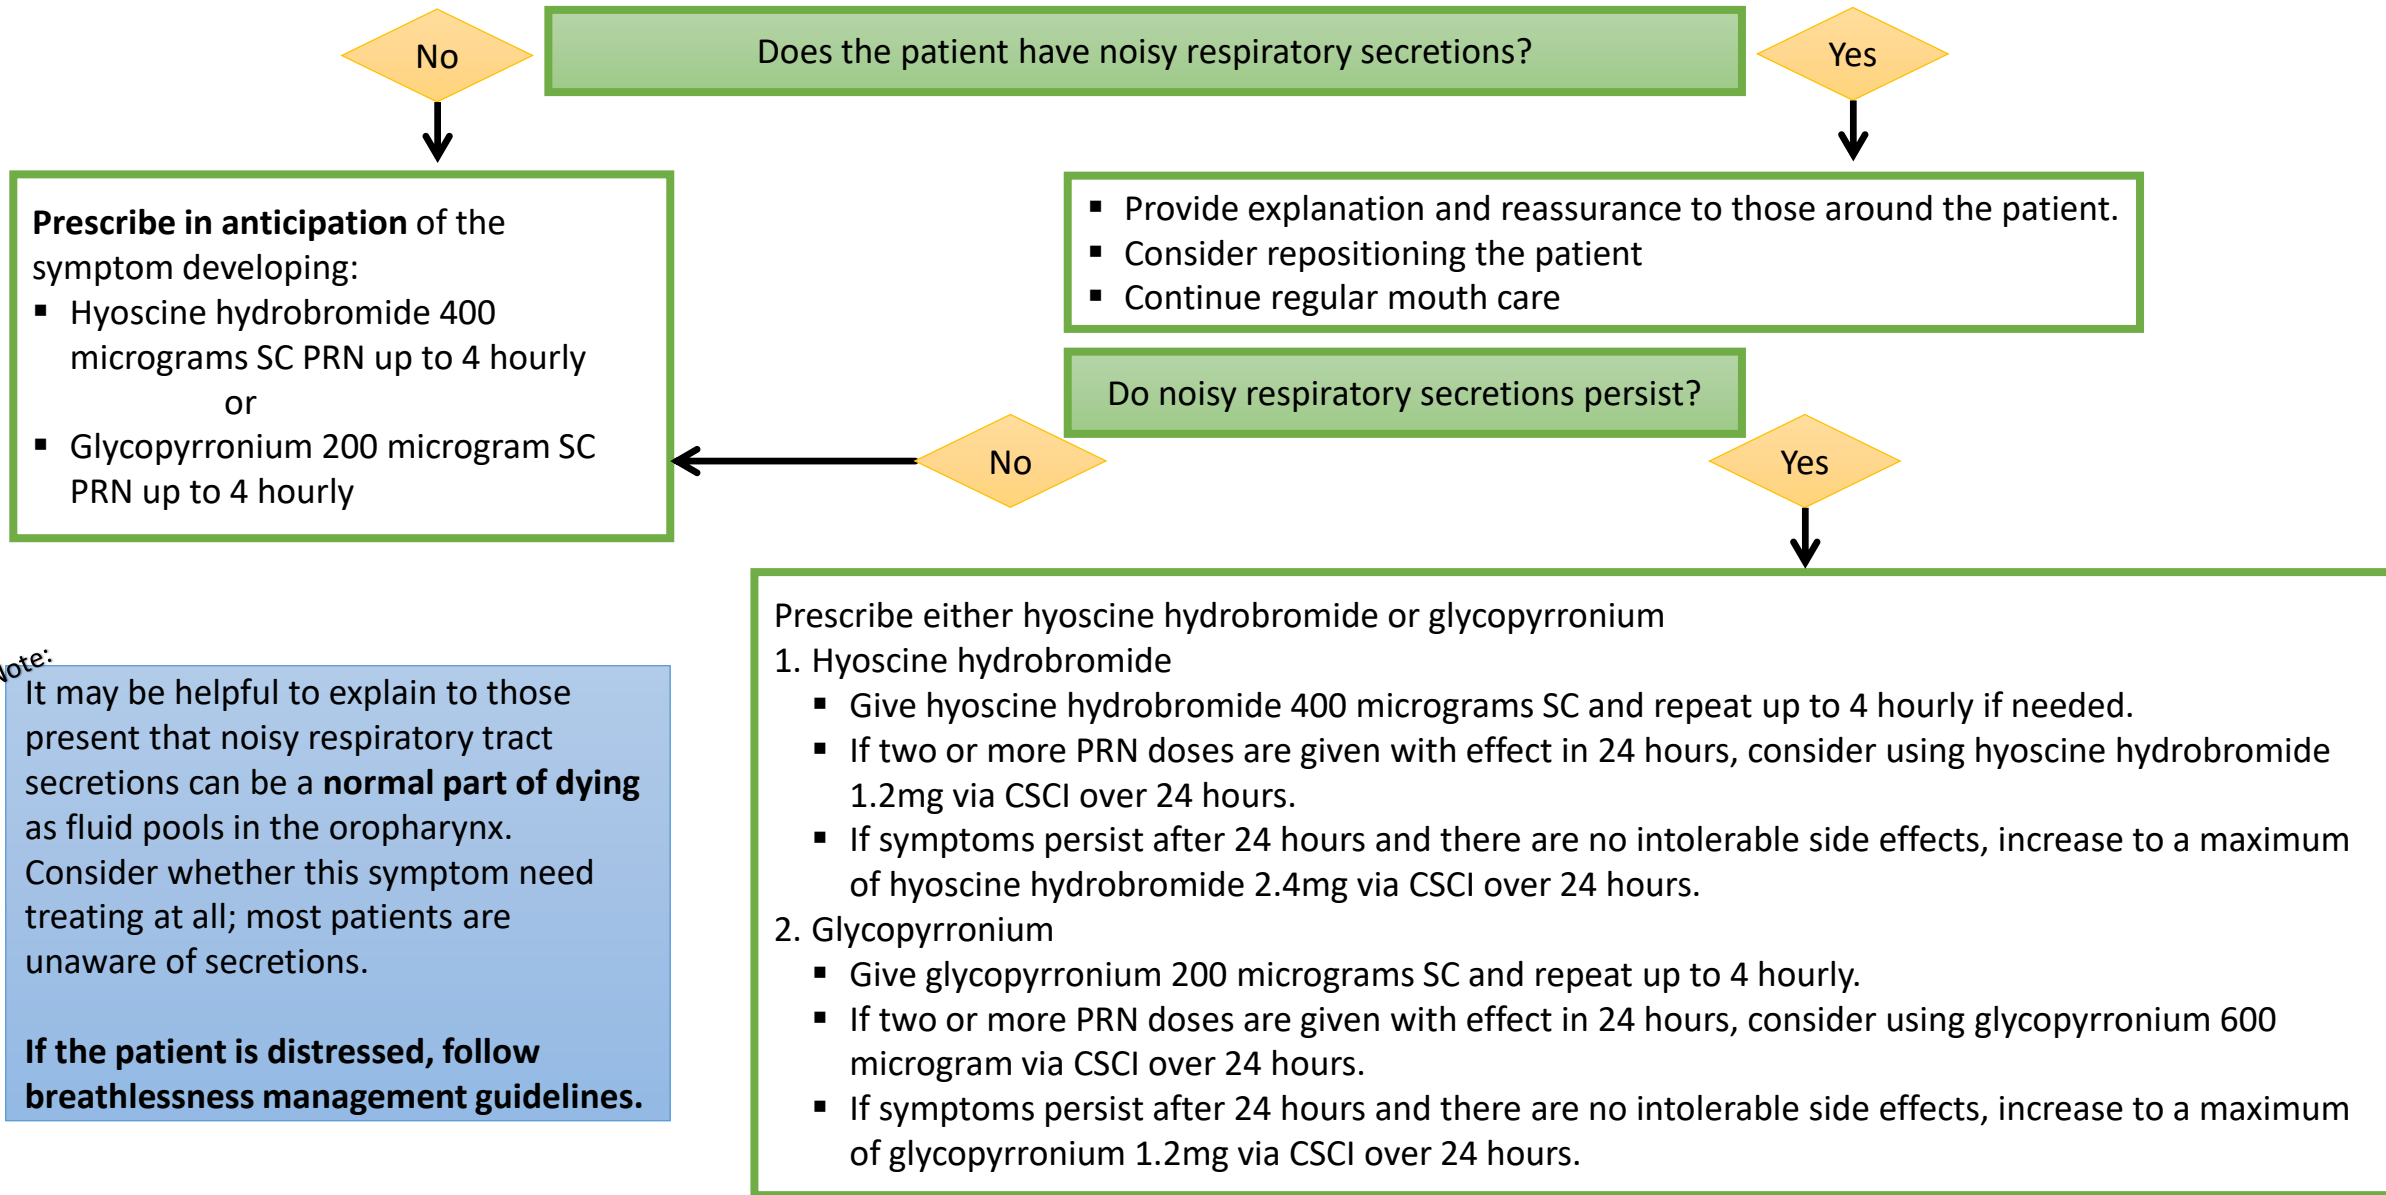 No
Does the patient have noisy respiratory secretions?
Yes
Prescribe in anticipation of the
symptom developing:
▪ Hyoscine hydrobromide 400
micrograms SC PRN up to 4 hourly
or
▪ Glycopyrronium 200 microgram SC
PRN up to 4 hourly
▪ Provide explanation and reassurance to those around the patient.
▪ Consider repositioning the patient
▪ Continue regular mouth care
Do noisy respiratory secretions persist?
No
Yes
Note:
It may be helpful to explain to those
present that noisy respiratory tract
secretions can be a normal part of dying
as fluid pools in the oropharynx.
Consider whether this symptom need
treating at all; most patients are
unaware of secretions.
If the patient is distressed, follow
breathlessness management guidelines.
Prescribe either hyoscine hydrobromide or glycopyrronium
1. Hyoscine hydrobromide
▪ Give hyoscine hydrobromide 400 micrograms SC and repeat up to 4 hourly if needed.
▪ If two or more PRN doses are given with effect in 24 hours, consider using hyoscine hydrobromide
1.2mg via CSCI over 24 hours.
▪ If symptoms persist after 24 hours and there are no intolerable side effects, increase to a maximum
of hyoscine hydrobromide 2.4mg via CSCI over 24 hours.
2. Glycopyrronium
▪ Give glycopyrronium 200 micrograms SC and repeat up to 4 hourly.
▪ If two or more PRN doses are given with effect in 24 hours, consider using glycopyrronium 600
microgram via CSCI over 24 hours.
▪ If symptoms persist after 24 hours and there are no intolerable side effects, increase to a maximum
of glycopyrronium 1.2mg via CSCI over 24 hours.